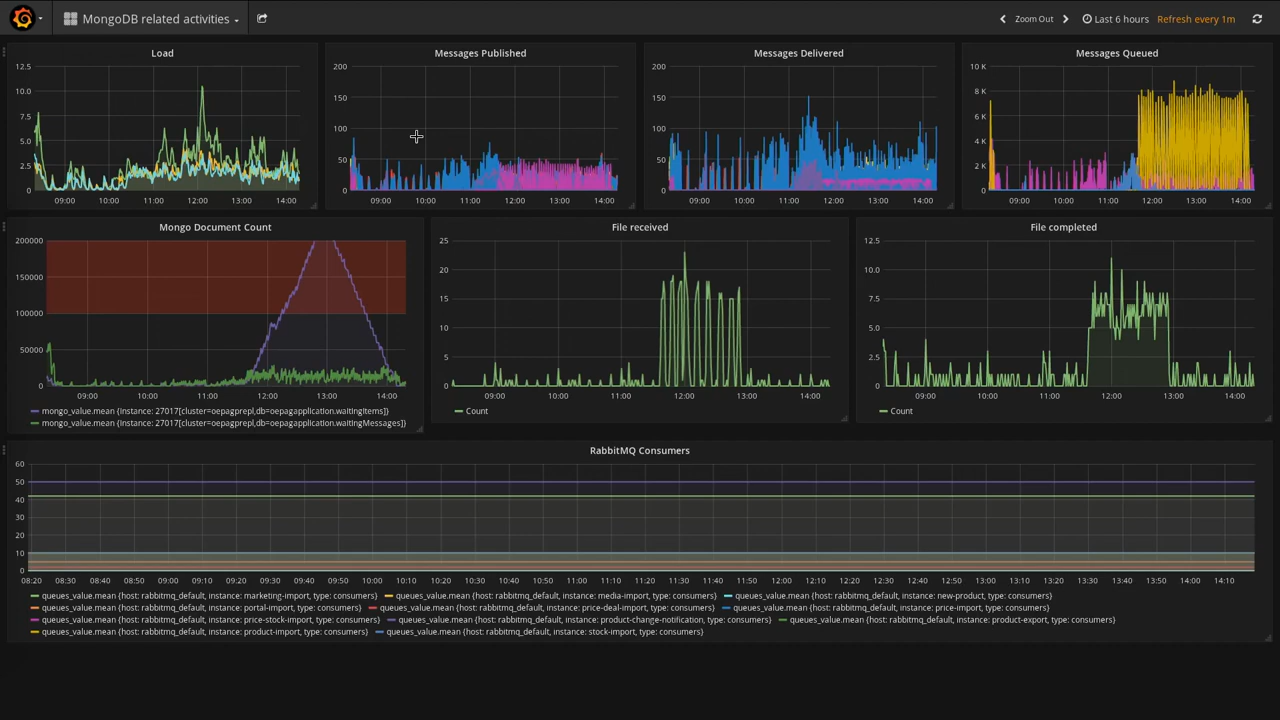 MongoDB related activities
Zoom Out
Last 6 hours
Refresh every 1m
Load
12.5
10.0
7.5
5.0
2.5
0
09:00 10:00 11:00 12:00 13:00 14:00
Messages Published
200
150
100
50
0
09:00 10:00 11:00 12:00 13:00 14:00
Messages Delivered
200
150
100
50
0
09:00 10:00 11:00 12:00 13:00 14:00
Messages Queued
10 K
8 K
6 K
4 K
2 K
0
09:00 10:00 11:00 12:00 13:00 14:00
Mongo Document Count
200000
150000
100000
50000
0
09:00 10:00 11:00 12:00 13:00 14:00
mongo_value.mean {Instance: 27017[cluster=oepagprepl,db=oepagapplication.waitingItems]}
mongo_value.mean {Instance: 27017[cluster=oepagprepl,db=oepagapplication.waitingMessages]}
File received
25
20
15
10
5
0
09:00 10:00 11:00 12:00 13:00 14:00
Count
File completed
12.5
10.0
7.5
5.0
2.5
0
09:00 10:00 11:00 12:00 13:00 14:00
Count
RabbitMQ Consumers
60
50
40
30
20
10
0
08:20 08:30 08:40 08:50 09:00 09:10 09:20 09:30 09:40 09:50 10:00 10:10 10:20 10:30 10:40 10:50 11:00 11:10 11:20 11:30 11:40 11:50 12:00 12:10 12:20 12:30 12:40 12:50 13:00 13:10 13:20 13:30 13:40 13:50 14:00 14:10
queues_value.mean {host: rabbitmq_default, instance: marketing-import, type: consumers} queues_value.mean {host: rabbitmq_default, instance: media-import, type: consumers} queues_value.mean {host: rabbitmq_default, instance: new-product, type: consumers}
queues_value.mean {host: rabbitmq_default, instance: portal-import, type: consumers} queues_value.mean {host: rabbitmq_default, instance: price-deal-import, type: consumers} queues_value.mean {host: rabbitmq_default, instance: price-import, type: consumers}
queues_value.mean {host: rabbitmq_default, instance: price-stock-import, type: consumers} queues_value.mean {host: rabbitmq_default, instance: product-change-notification, type: consumers} queues_value.mean {host: rabbitmq_default, instance: product-export, type: consumers}
queues_value.mean {host: rabbitmq_default, instance: product-import, type: consumers} queues_value.mean {host: rabbitmq_default, instance: stock-import, type: consumers}